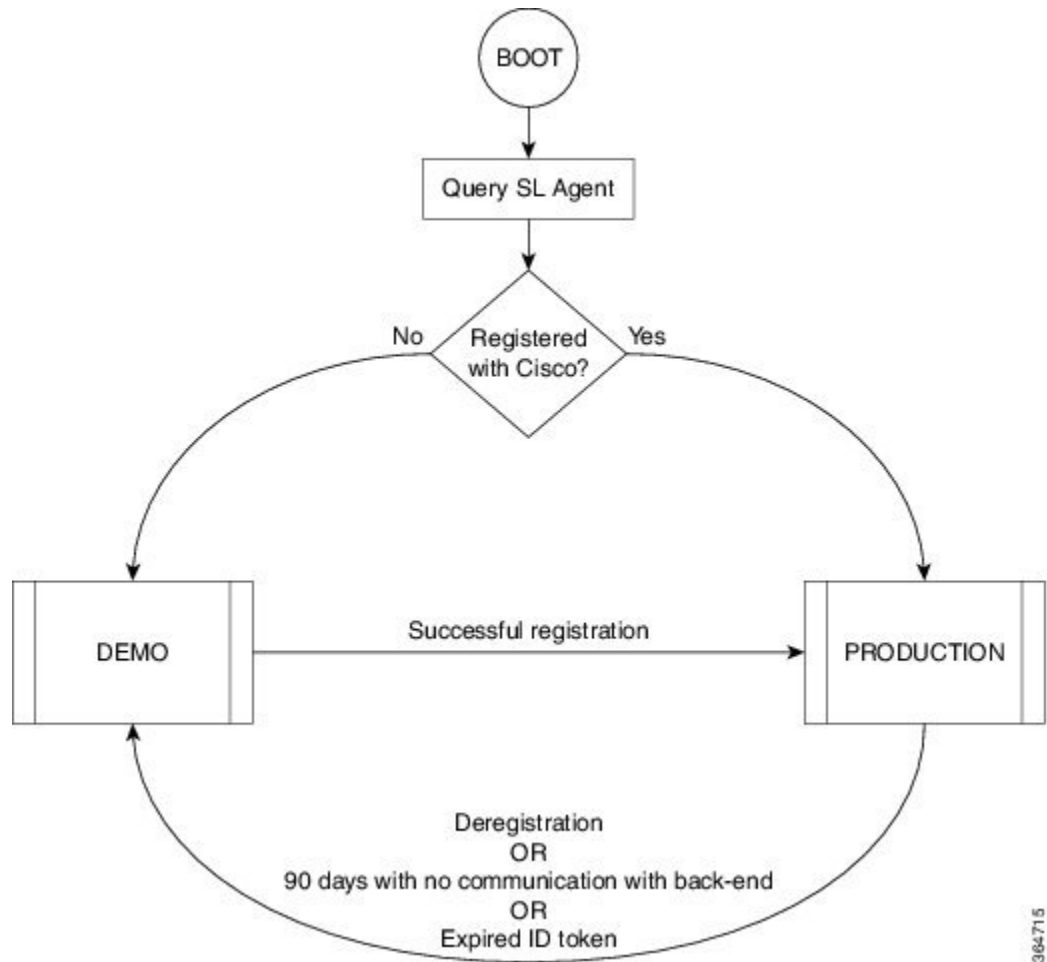 BOOT
Query SL Agent
No
Registered
with Cisco?
Yes
DEMO
Successful registration
PRODUCTION
Deregistration
OR
90 days with no communication with back-end
OR
Expired ID token
364715